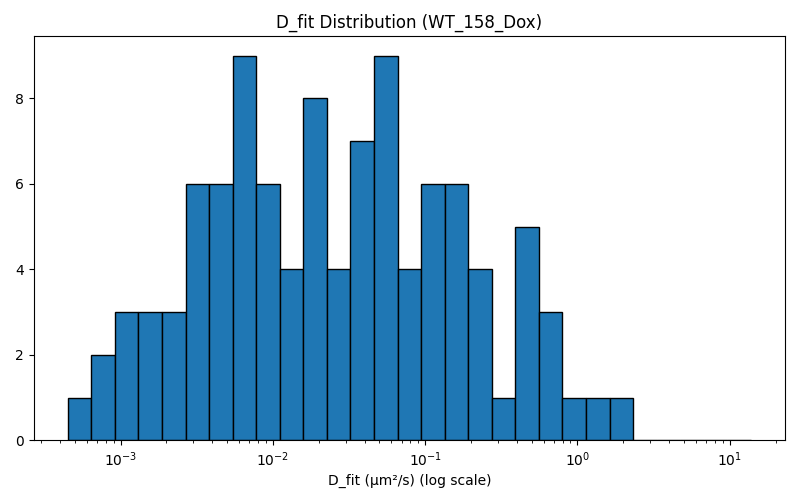 D_fit Distribution (WT_158_Dox)
8
6
4
2
0
10⁻³ 10⁻² 10⁻¹ 10⁰ 10¹
D_fit (μm²/s) (log scale)